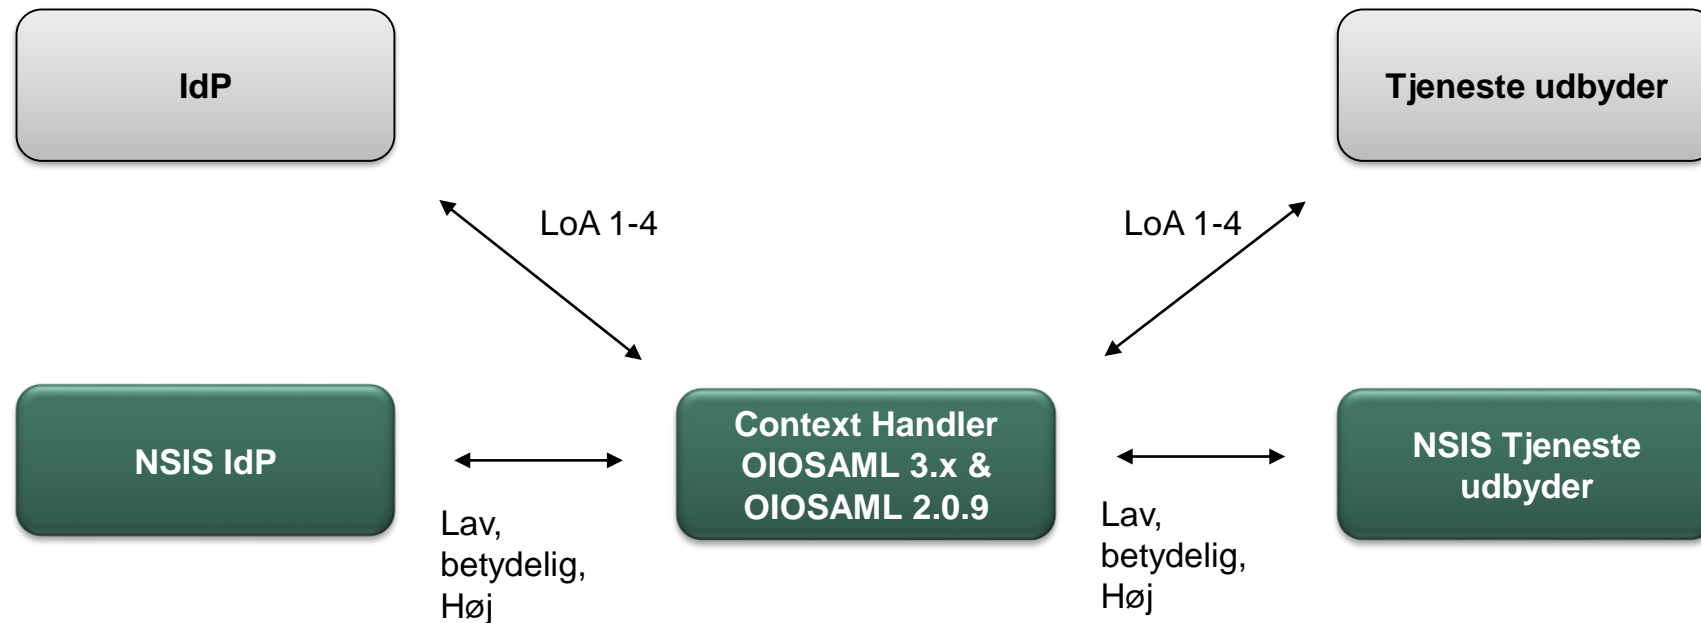 IdP
Tjeneste udbyder
LoA 1-4
LoA 1-4
NSIS IdP
Context Handler
OIOSAML 3.x &
OIOSAML 2.0.9
NSIS Tjeneste
udbyder
Lav,
betydelig,
Høj
Lav,
betydelig,
Høj